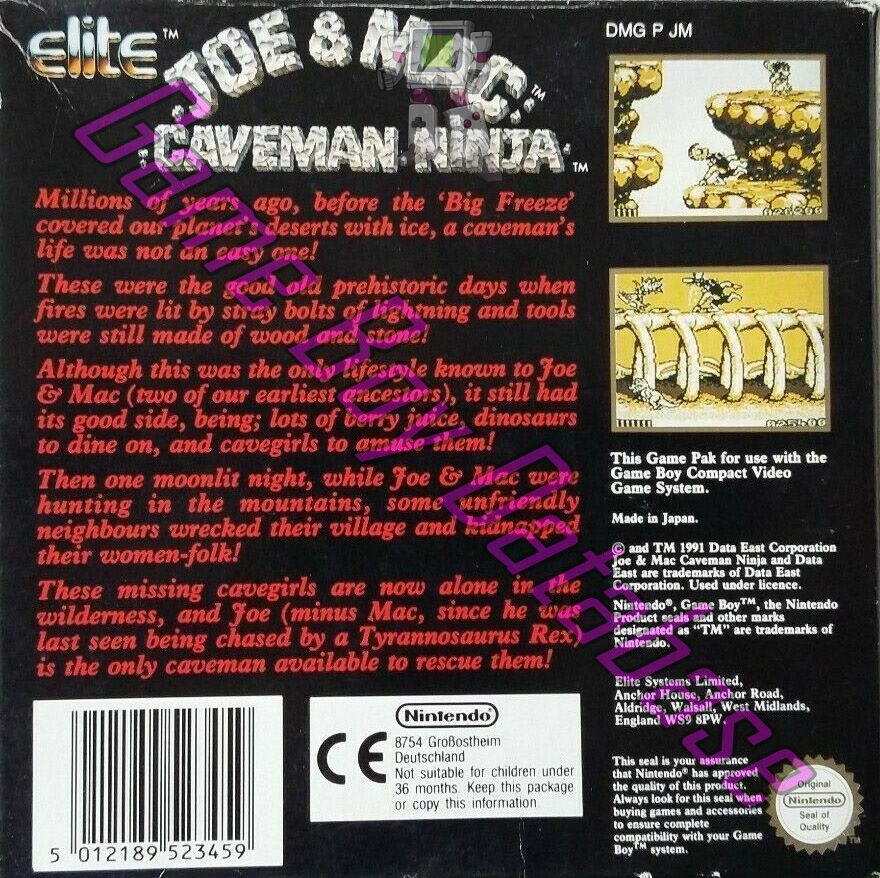 elite™
JOE & MAC™
CAVEMAN NINJA™
DMG P JM
Millions of years ago, before the 'Big Freeze'
covered our planet's deserts with ice, a caveman's
life was not an easy one!
These were the good old prehistoric days when
fires were lit by stray bolts of lightning and tools
were still made of wood and stone!
Although this was the only lifestyle known to Joe
& Mac (two of our earliest ancestors), it still had
its good side, being; lots of berry juice, dinosaurs
to dine on, and cavegirls to amuse them!
Then one moonlit night, while Joe & Mac were
hunting in the mountains, some unfriendly
neighbours wrecked their village and kidnapped
their women-folk!
These missing cavegirls are now alone in the
wilderness, and Joe (minus Mac, since he was
last seen being chased by a Tyrannosaurus Rex)
is the only caveman available to rescue them!
026200
025400
This Game Pak for use with the
Game Boy Compact Video
Game System.
Made in Japan.
© and TM 1991 Data East Corporation
Joe & Mac Caveman Ninja and Data
East are trademarks of Data East
Corporation. Used under licence.
Nintendo®, Game Boy™, the Nintendo
Product seals and other marks
designated as "TM" are trademarks of
Nintendo.
Elite Systems Limited,
Anchor House, Anchor Road,
Aldridge, Walsall, West Midlands,
England WS9 8PW.
This seal is your assurance
that Nintendo® has approved
the quality of this product.
Always look for this seal when
buying games and accessories
to ensure complete
compatibility with your Game
Boy™ system.
Original
Nintendo
Seal of
Quality
TM
5 012189 523459
Nintendo®
CE
8754 Großostheim
Deutschland
Not suitable for children under
36 months. Keep this package
or copy this information
Game Boy Database